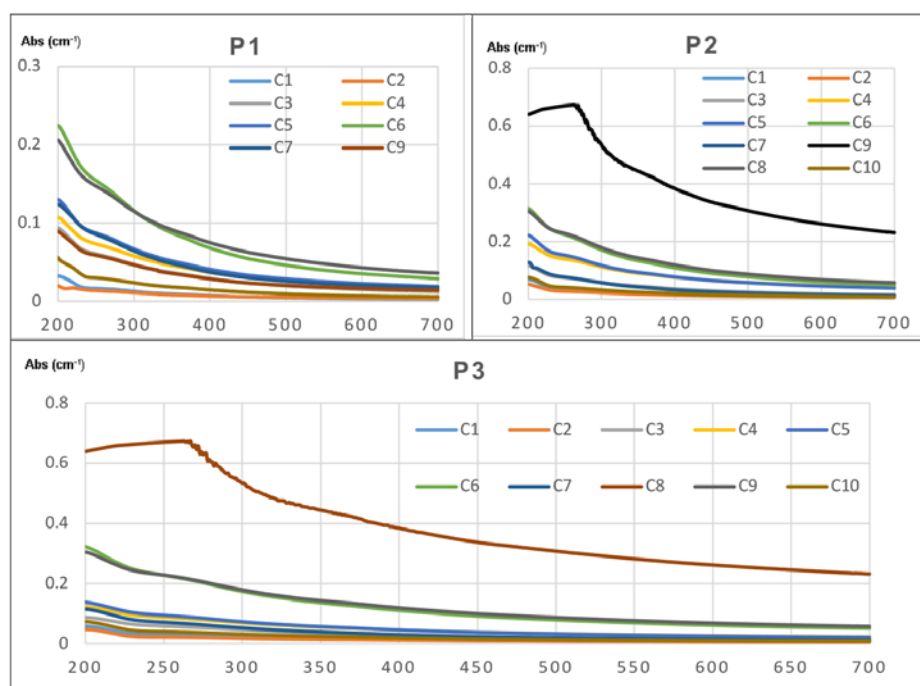 Abs (cm⁻¹)
P1
0.3
0.2
0.1
0
C1 C2
C3 C4
C5 C6
C7 C9
200 300 400 500 600 700
Abs (cm⁻¹)
P2
0.8
0.6
0.4
0.2
0
C1 C2
C3 C4
C5 C6
C7 C9
C8 C10
200 300 400 500 600 700
Abs (cm⁻¹)
P3
0.8
0.6
0.4
0.2
0
C1 C2 C3 C4 C5
C6 C7 C8 C9 C10
200 250 300 350 400 450 500 550 600 650 700